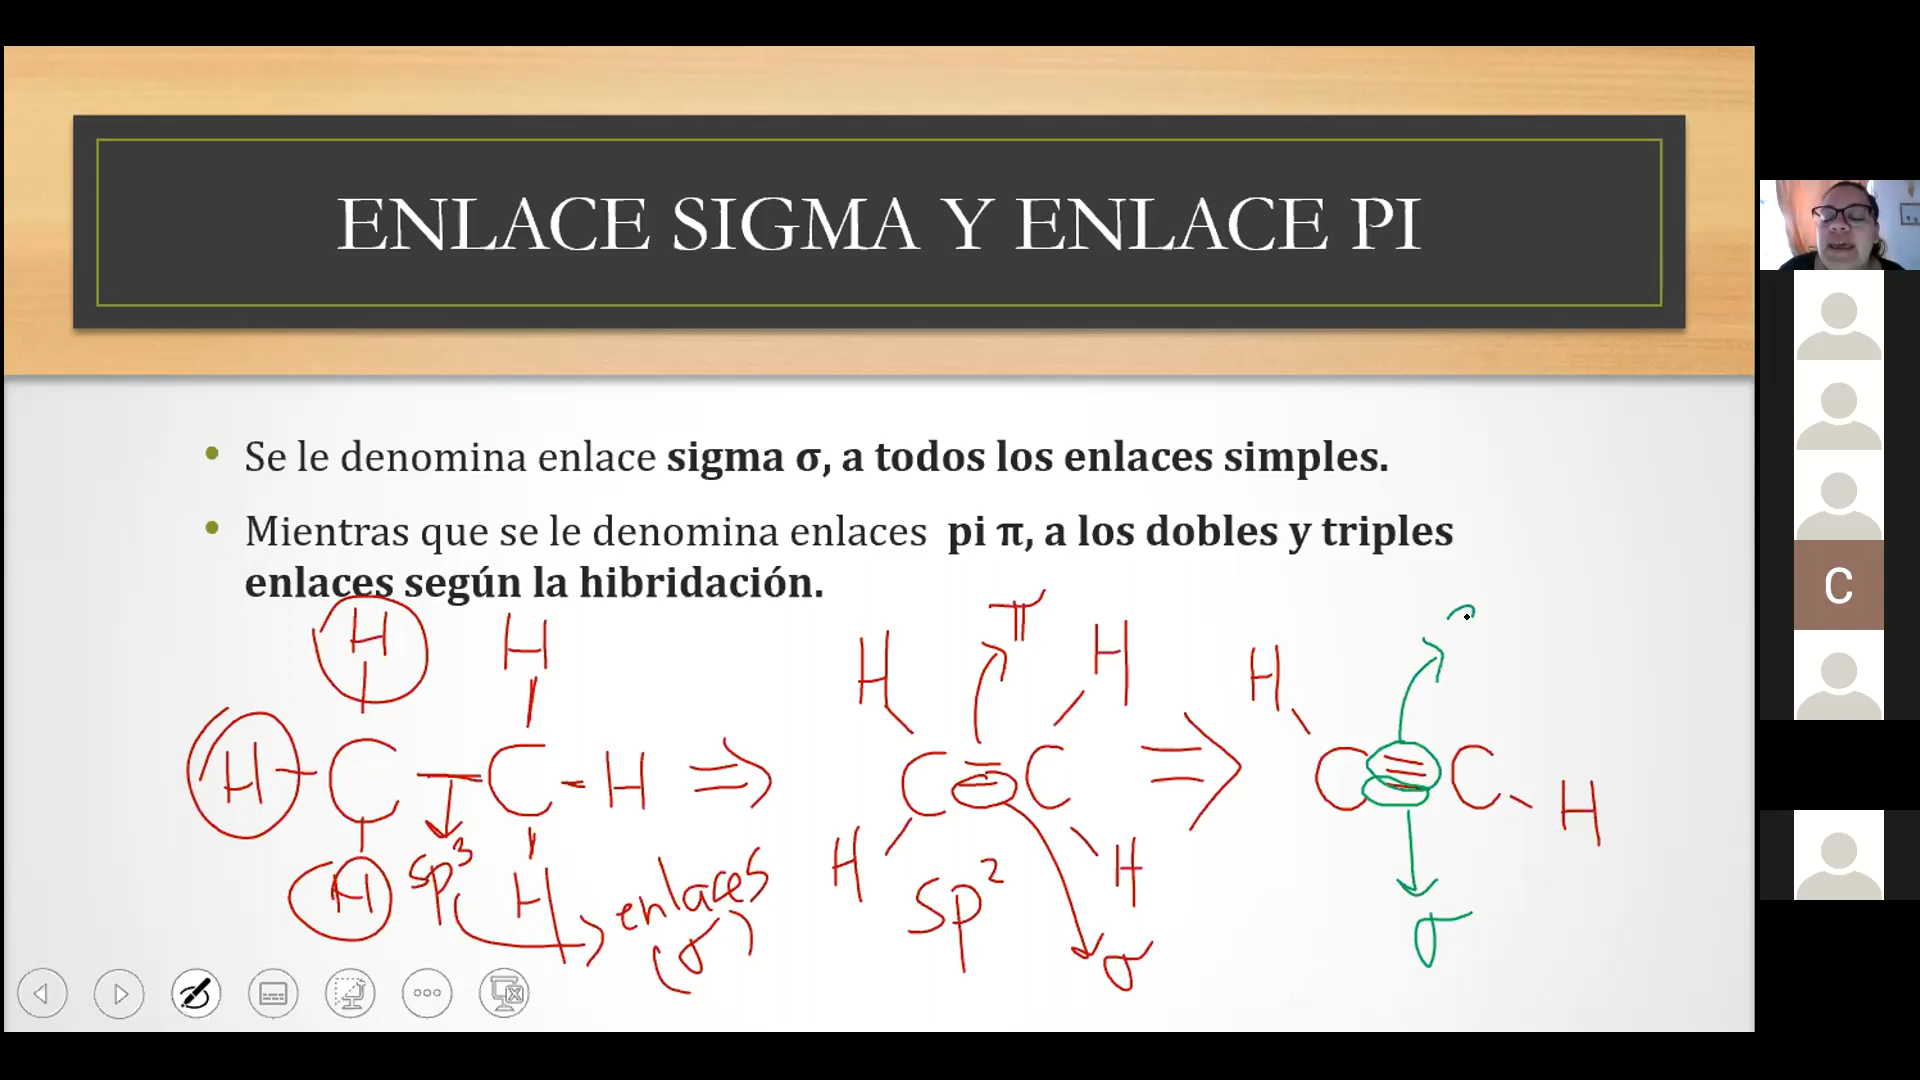 ENLACE SIGMA Y ENLACE PI
• Se le denomina enlace sigma σ, a todos los enlaces simples.
• Mientras que se le denomina enlaces pi π, a los dobles y triples
enlaces según la hibridación.
H H H π H H
H - C - C - H ⇒ C = C ⇒ C ≡ C H
H H H H
sp³ enlaces (σ) sp² σ σ
C